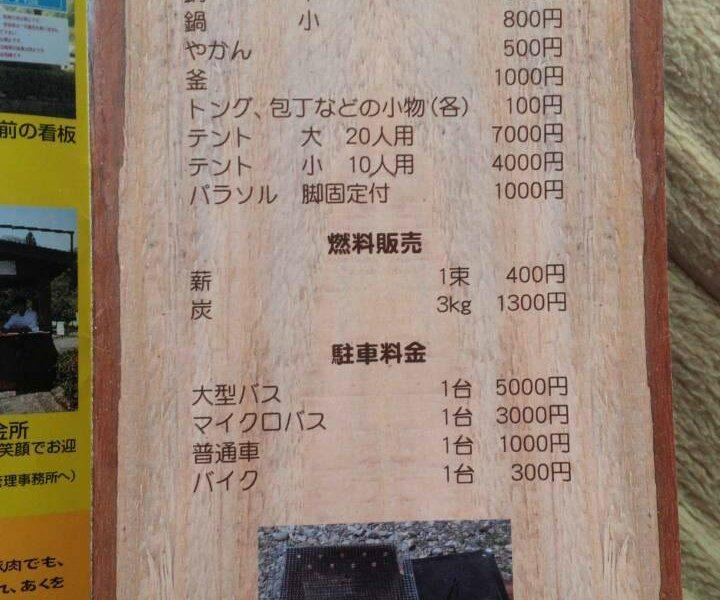 鍋 小 800円
やかん 500円
釜 1000円
トング、包丁などの小物(各) 100円
テント 大 20人用 7000円
テント 小 10人用 4000円
パラソル 脚固定付 1000円
燃料販売
薪 1束 400円
炭 3kg 1300円
駐車料金
大型バス 1台 5000円
マイクロバス 1台 3000円
普通車 1台 1000円
バイク 1台 300円
前の看板
金所
笑顔でお迎
管理事務所へ)
肉でも、
れ、あくを